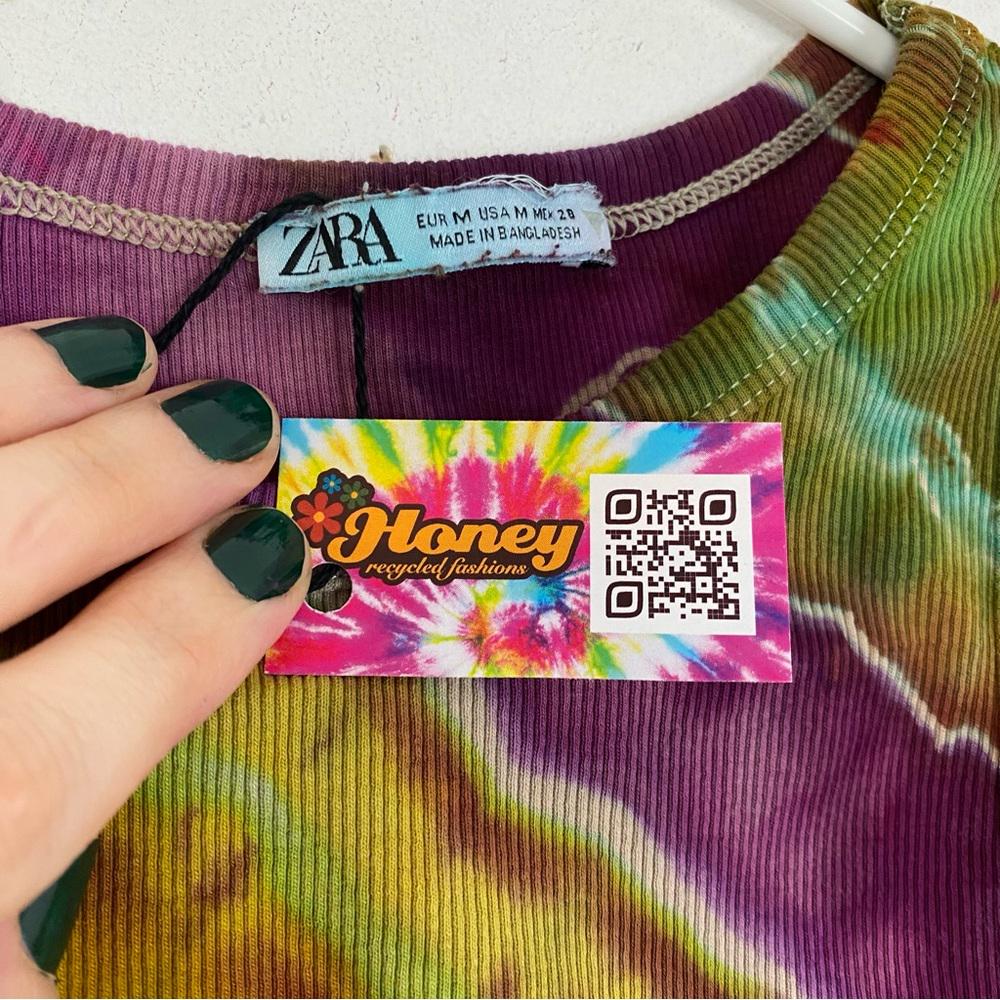 ZARA
EUR M USA M MEX 28
MADE IN BANGLADESH
Honey
recycled fashions